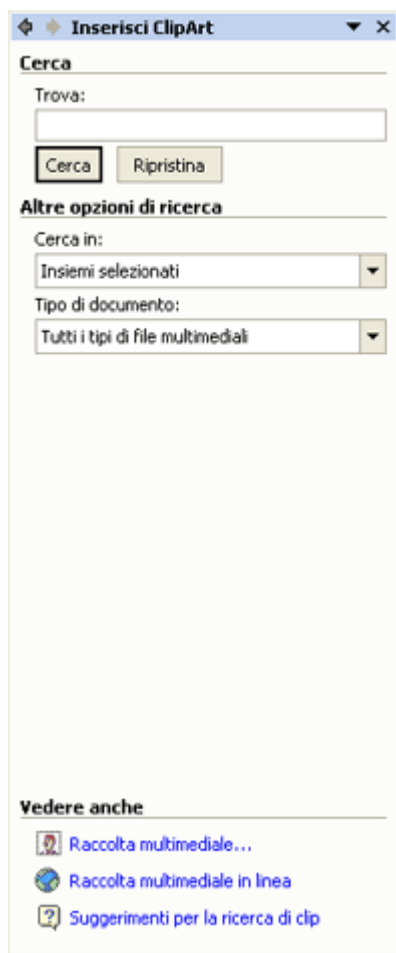 Inserisci ClipArt
Cerca
Trova:
Cerca Ripristina
Altre opzioni di ricerca
Cerca in:
Insiemi selezionati
Tipo di documento:
Tutti i tipi di file multimediali
Vedere anche
Raccolta multimediale...
Raccolta multimediale in linea
Suggerimenti per la ricerca di clip